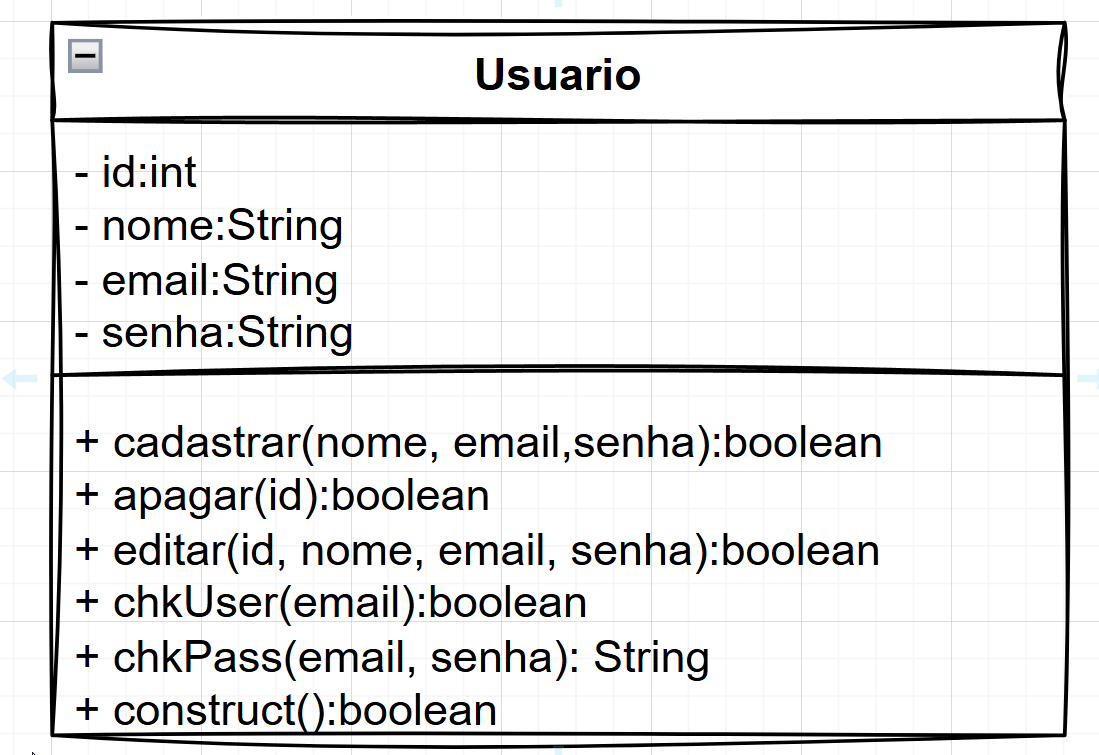 Usuario
- id:int
- nome:String
- email:String
- senha:String
+ cadastrar(nome, email,senha):boolean
+ apagar(id):boolean
+ editar(id, nome, email, senha):boolean
+ chkUser(email):boolean
+ chkPass(email, senha): String
+ construct():boolean